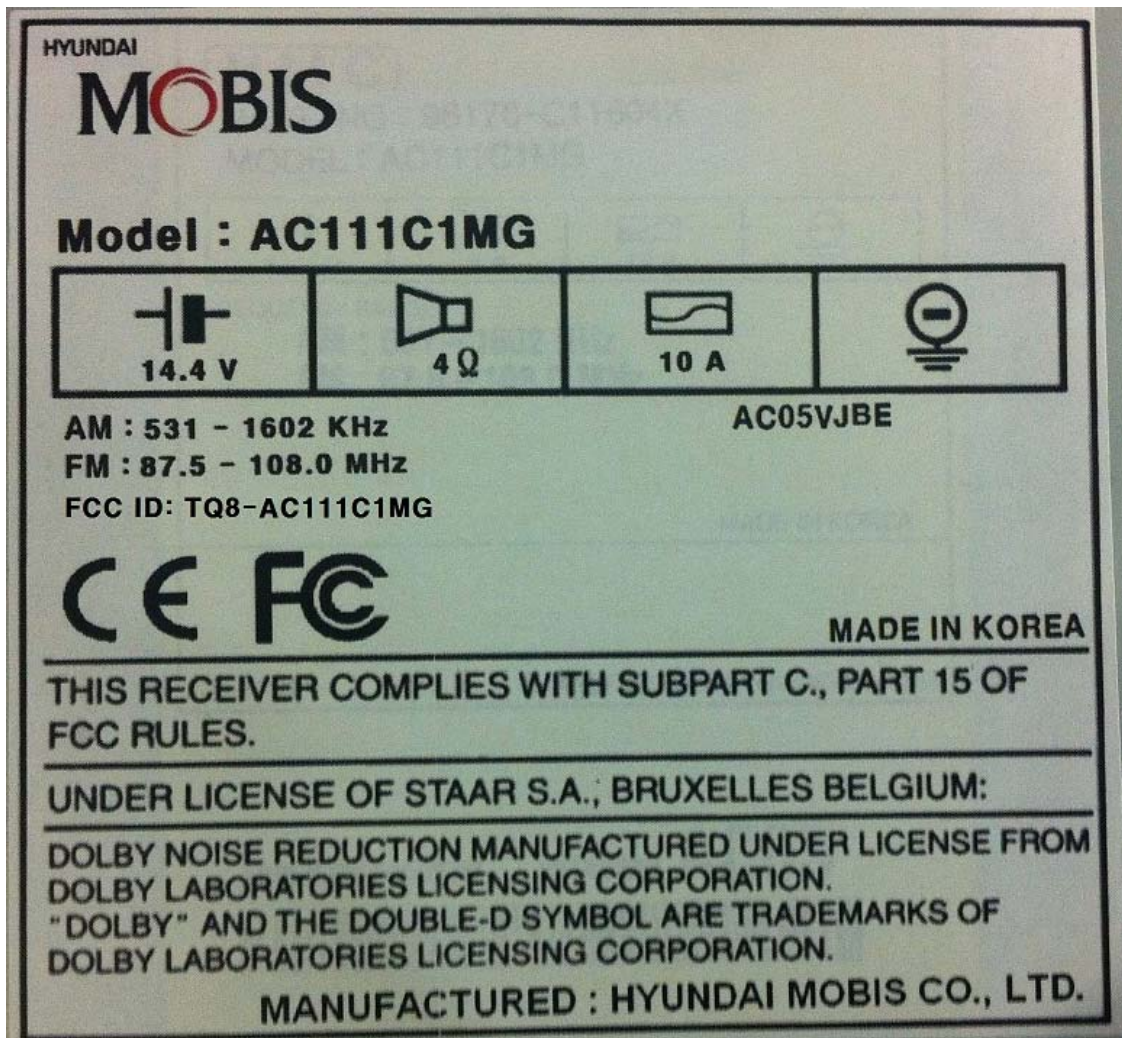 HYUNDAI
MOBIS
Model : AC111C1MG
14.4 V
4 Ω
10 A
AM : 531 - 1602 KHz
AC05VJBE
FM : 87.5 - 108.0 MHz
FCC ID: TQ8-AC111C1MG
CE FC
MADE IN KOREA
THIS RECEIVER COMPLIES WITH SUBPART C., PART 15 OF
FCC RULES.
UNDER LICENSE OF STAAR S.A., BRUXELLES BELGIUM:
DOLBY NOISE REDUCTION MANUFACTURED UNDER LICENSE FROM
DOLBY LABORATORIES LICENSING CORPORATION.
"DOLBY" AND THE DOUBLE-D SYMBOL ARE TRADEMARKS OF
DOLBY LABORATORIES LICENSING CORPORATION.
MANUFACTURED : HYUNDAI MOBIS CO., LTD.